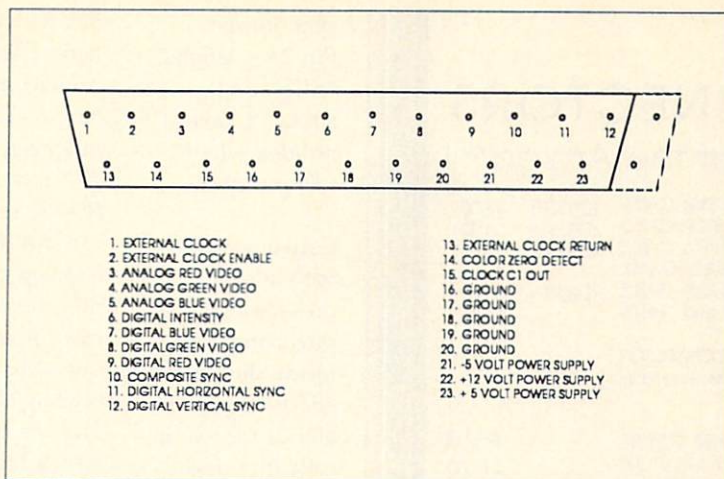 1 2 3 4 5 6 7 8 9 10 11 12
13 14 15 16 17 18 19 20 21 22 23
1. EXTERNAL CLOCK
2. EXTERNAL CLOCK ENABLE
3. ANALOG RED VIDEO
4. ANALOG GREEN VIDEO
5. ANALOG BLUE VIDEO
6. DIGITAL INTENSITY
7. DIGITAL BLUE VIDEO
8. DIGITALGREEN VIDEO
9. DIGITAL RED VIDEO
10. COMPOSITE SYNC
11. DIGITAL HORIZONTAL SYNC
12. DIGITAL VERTICAL SYNC
13. EXTERNAL CLOCK RETURN
14. COLOR ZERO DETECT
15. CLOCK C1 OUT
16. GROUND
17. GROUND
18. GROUND
19. GROUND
20. GROUND
21. -5 VOLT POWER SUPPLY
22. +12 VOLT POWER SUPPLY
23. + 5 VOLT POWER SUPPLY